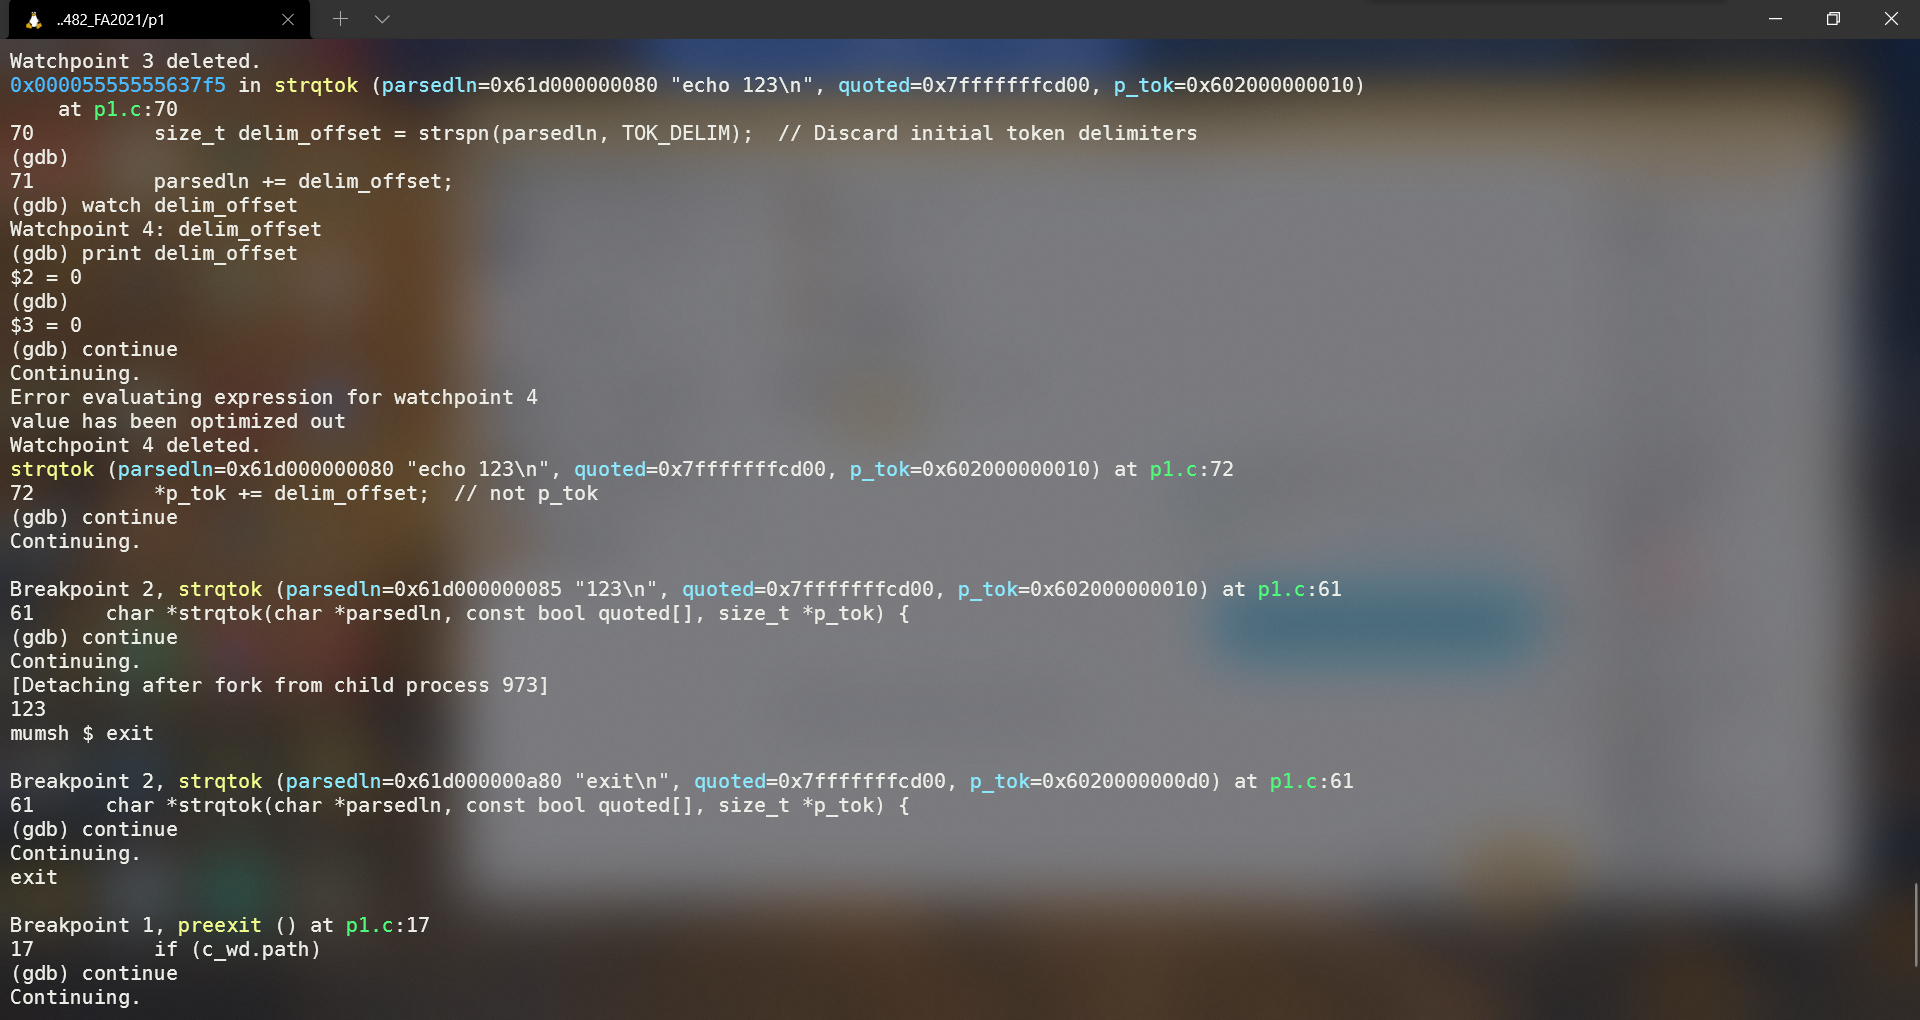 ..482_FA2021/p1
Watchpoint 3 deleted.
0x00005555555637f5 in strqtok (parsedln=0x61d000000080 "echo 123\n", quoted=0x7fffffffcd00, p_tok=0x602000000010)
    at p1.c:70
70          size_t delim_offset = strspn(parsedln, TOK_DELIM);  // Discard initial token delimiters
(gdb)
71          parsedln += delim_offset;
(gdb) watch delim_offset
Watchpoint 4: delim_offset
(gdb) print delim_offset
$2 = 0
(gdb)
$3 = 0
(gdb) continue
Continuing.
Error evaluating expression for watchpoint 4
value has been optimized out
Watchpoint 4 deleted.
strqtok (parsedln=0x61d000000080 "echo 123\n", quoted=0x7fffffffcd00, p_tok=0x602000000010) at p1.c:72
72          *p_tok += delim_offset;  // not p_tok
(gdb) continue
Continuing.

Breakpoint 2, strqtok (parsedln=0x61d000000085 "123\n", quoted=0x7fffffffcd00, p_tok=0x602000000010) at p1.c:61
61      char *strqtok(char *parsedln, const bool quoted[], size_t *p_tok) {
(gdb) continue
Continuing.
[Detaching after fork from child process 973]
123
mumsh $ exit

Breakpoint 2, strqtok (parsedln=0x61d000000a80 "exit\n", quoted=0x7fffffffcd00, p_tok=0x6020000000d0) at p1.c:61
61      char *strqtok(char *parsedln, const bool quoted[], size_t *p_tok) {
(gdb) continue
Continuing.
exit

Breakpoint 1, preexit () at p1.c:17
17          if (c_wd.path)
(gdb) continue
Continuing.